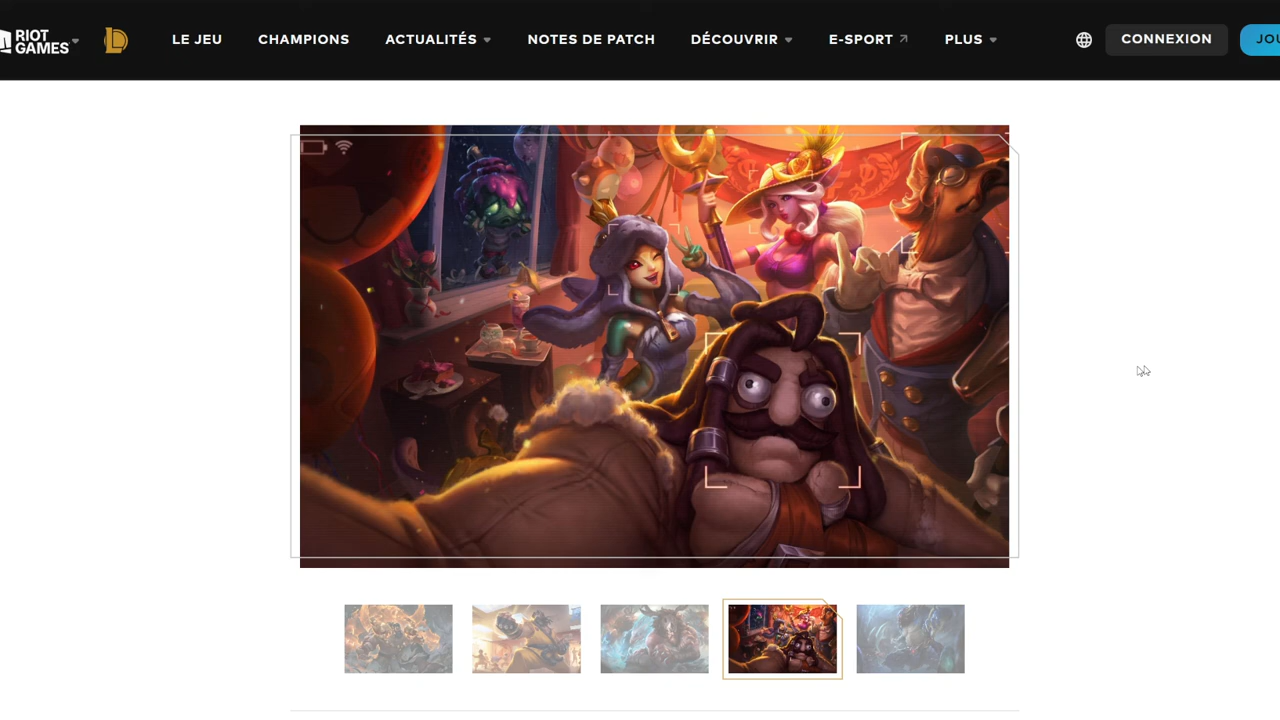 RIOT
GAMES
LE JEU
CHAMPIONS
ACTUALITÉS
NOTES DE PATCH
DÉCOUVRIR
E-SPORT
PLUS
CONNEXION
JOU